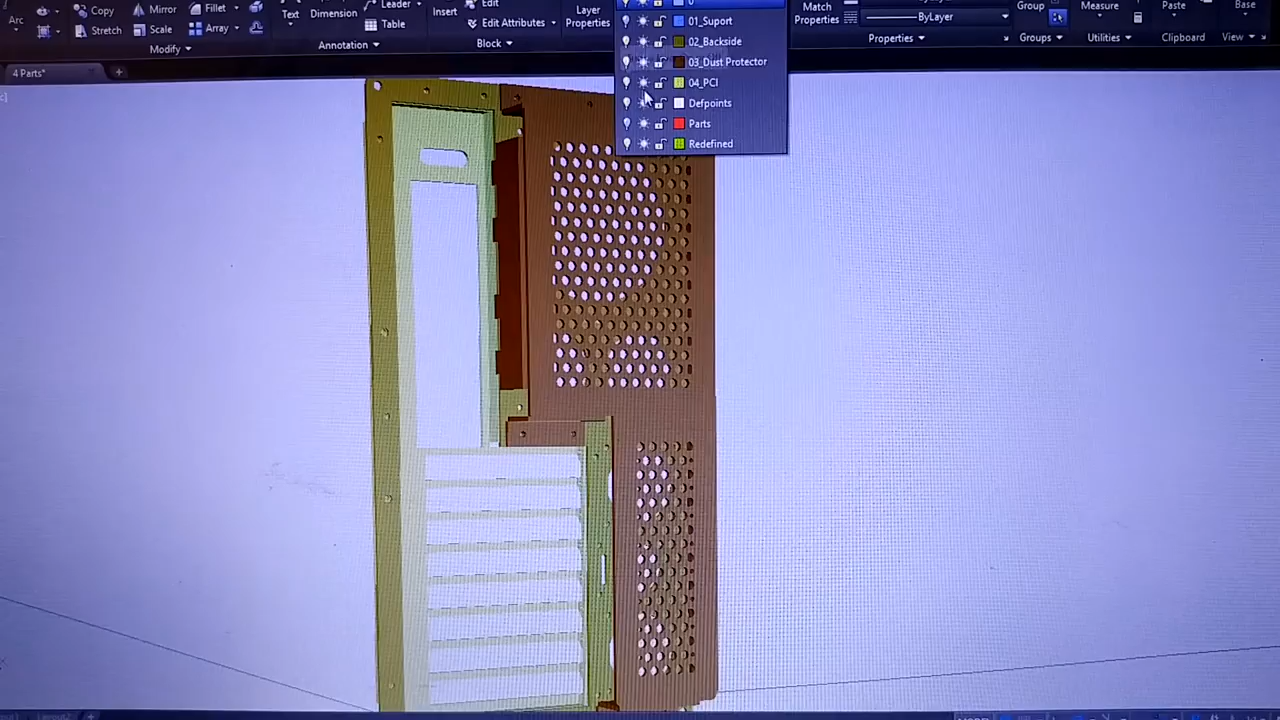 Arc
Copy
Mirror
Fillet
Stretch
Scale
Array
Modify
Text
Dimension
Leader
Table
Annotation
Insert
Edit
Edit Attributes
Block
Layer
Properties
0
01_Suport
02_Backside
03_Dust Protector
04_PCI
Defpoints
Parts
Redefined
Match
Properties
ByLayer
Properties
Group
Groups
Measure
Utilities
Paste
Clipboard
Base
View
4 Parts*
MODEL